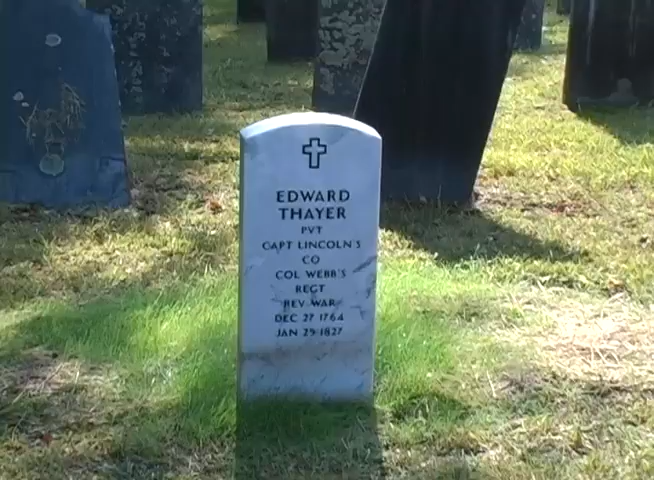 EDWARD
THAYER
PVT
CAPT LINCOLN'S
CO
COL WEBB'S
REGT
REV WAR
DEC 27 1764
JAN 29 1827